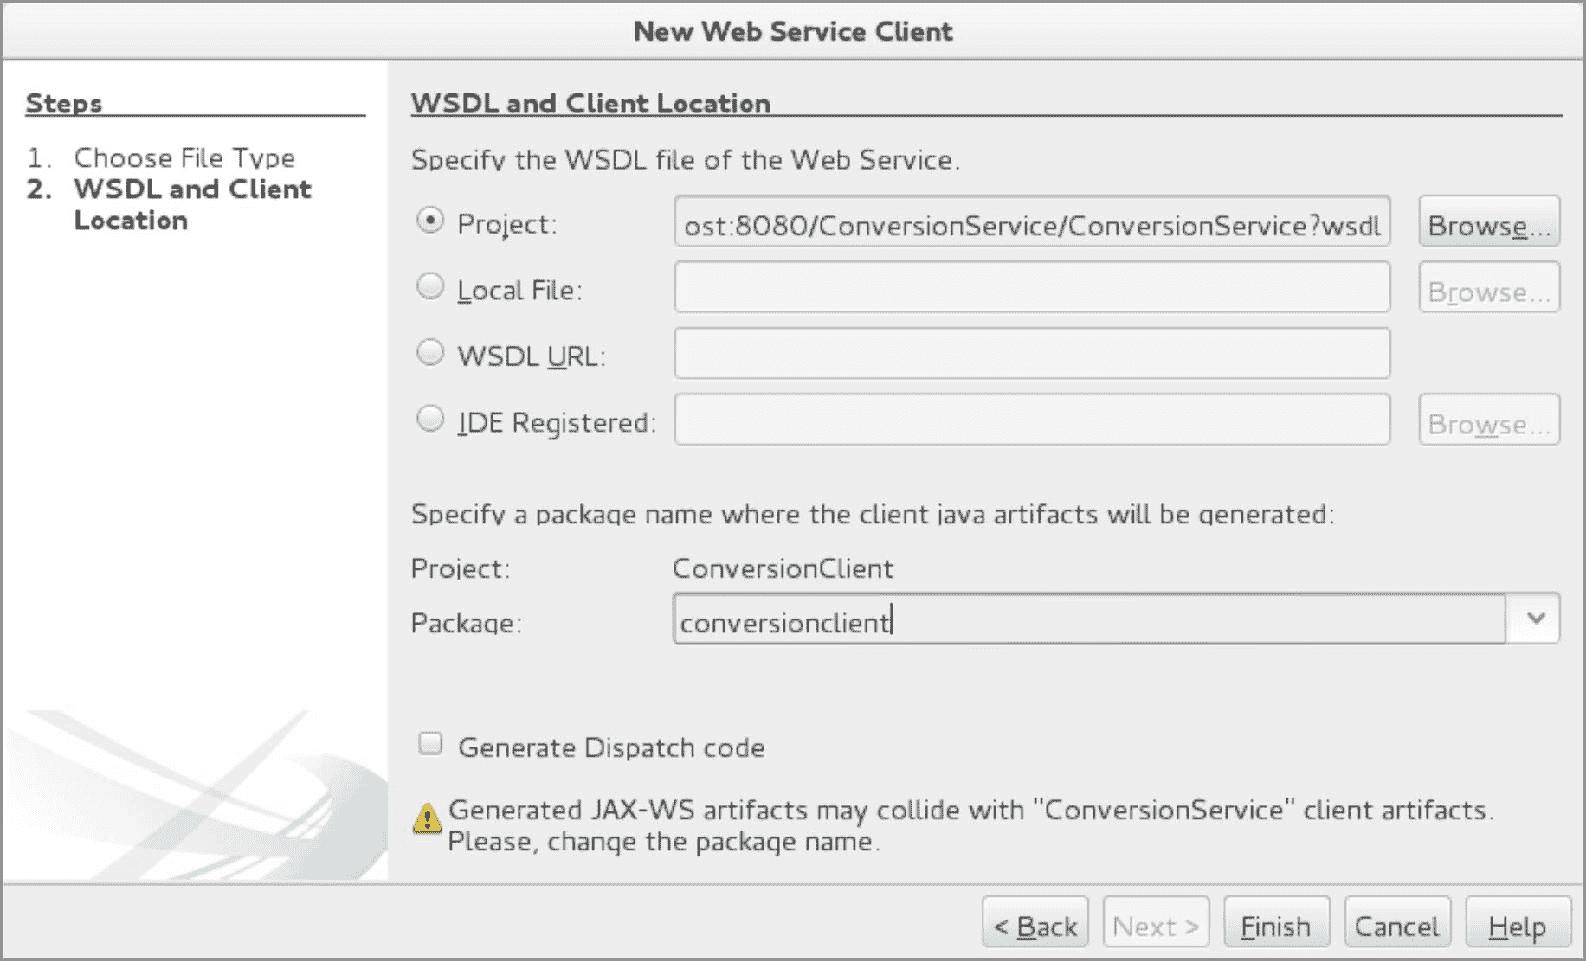 New Web Service Client
Steps
1. Choose File Type
2. WSDL and Client
Location
WSDL and Client Location
Specify the WSDL file of the Web Service.
Project: ost:8080/ConversionService/ConversionService?wsdl Browse...
Local File: Browse...
WSDL URL:
IDE Registered: Browse...
Specify a package name where the client java artifacts will be generated:
Project: ConversionClient
Package: conversionclient
Generate Dispatch code
Generated JAX-WS artifacts may collide with "ConversionService" client artifacts.
Please, change the package name.
< Back Next > Finish Cancel Help